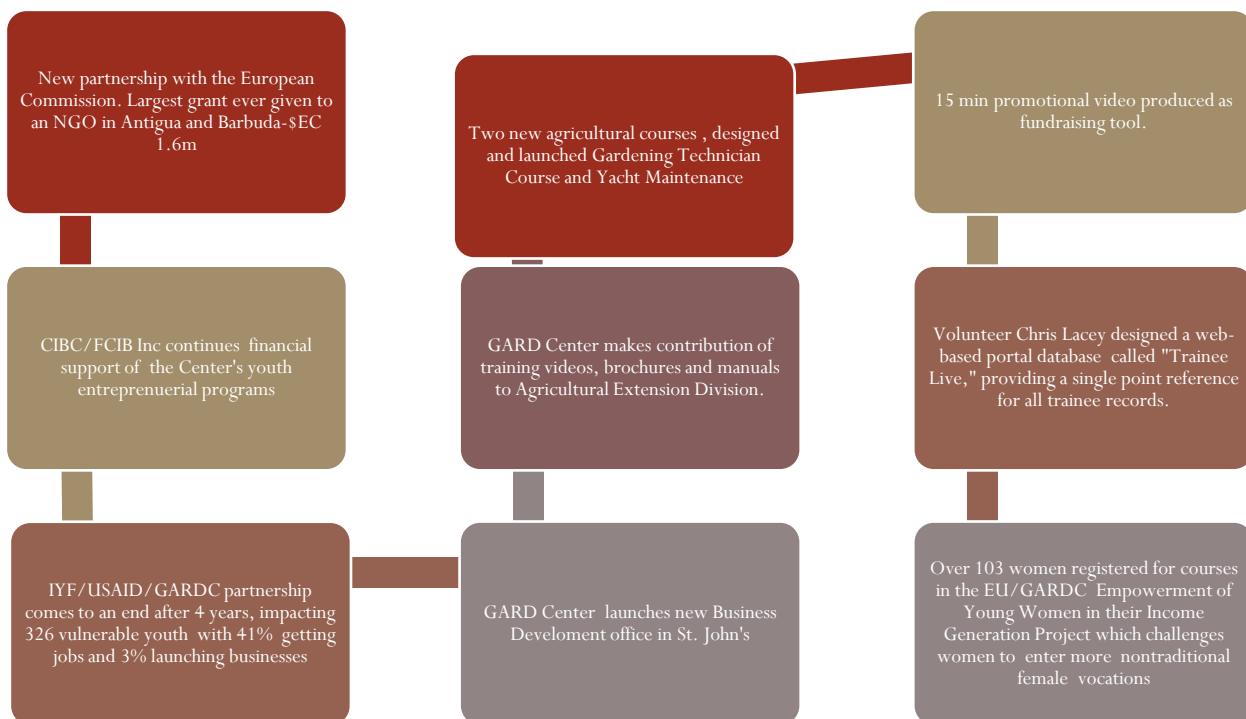 New partnership with the European
Commission. Largest grant ever given to
an NGO in Antigua and Barbuda-$EC
1.6m
CIBC/FCIB Inc continues financial
support of the Center's youth
entreprenuerial programs
IYF/USAID/GARDC partnership
comes to an end after 4 years, impacting
326 vulnerable youth with 41% getting
jobs and 3% launching businesses
GARD Center launches new Business
Develoment office in St. John's
GARD Center makes contribution of
training videos, brochures and manuals
to Agricultural Extension Division.
Two new agricultural courses , designed
and launched Gardening Technician
Course and Yacht Maintenance
15 min promotional video produced as
fundraising tool.
Volunteer Chris Lacey designed a web-
based portal database called "Trainee
Live," providing a single point reference
for all trainee records.
Over 103 women registered for courses
in the EU/GARDC Empowerment of
Young Women in their Income
Generation Project which challenges
women to enter more nontraditional
female vocations